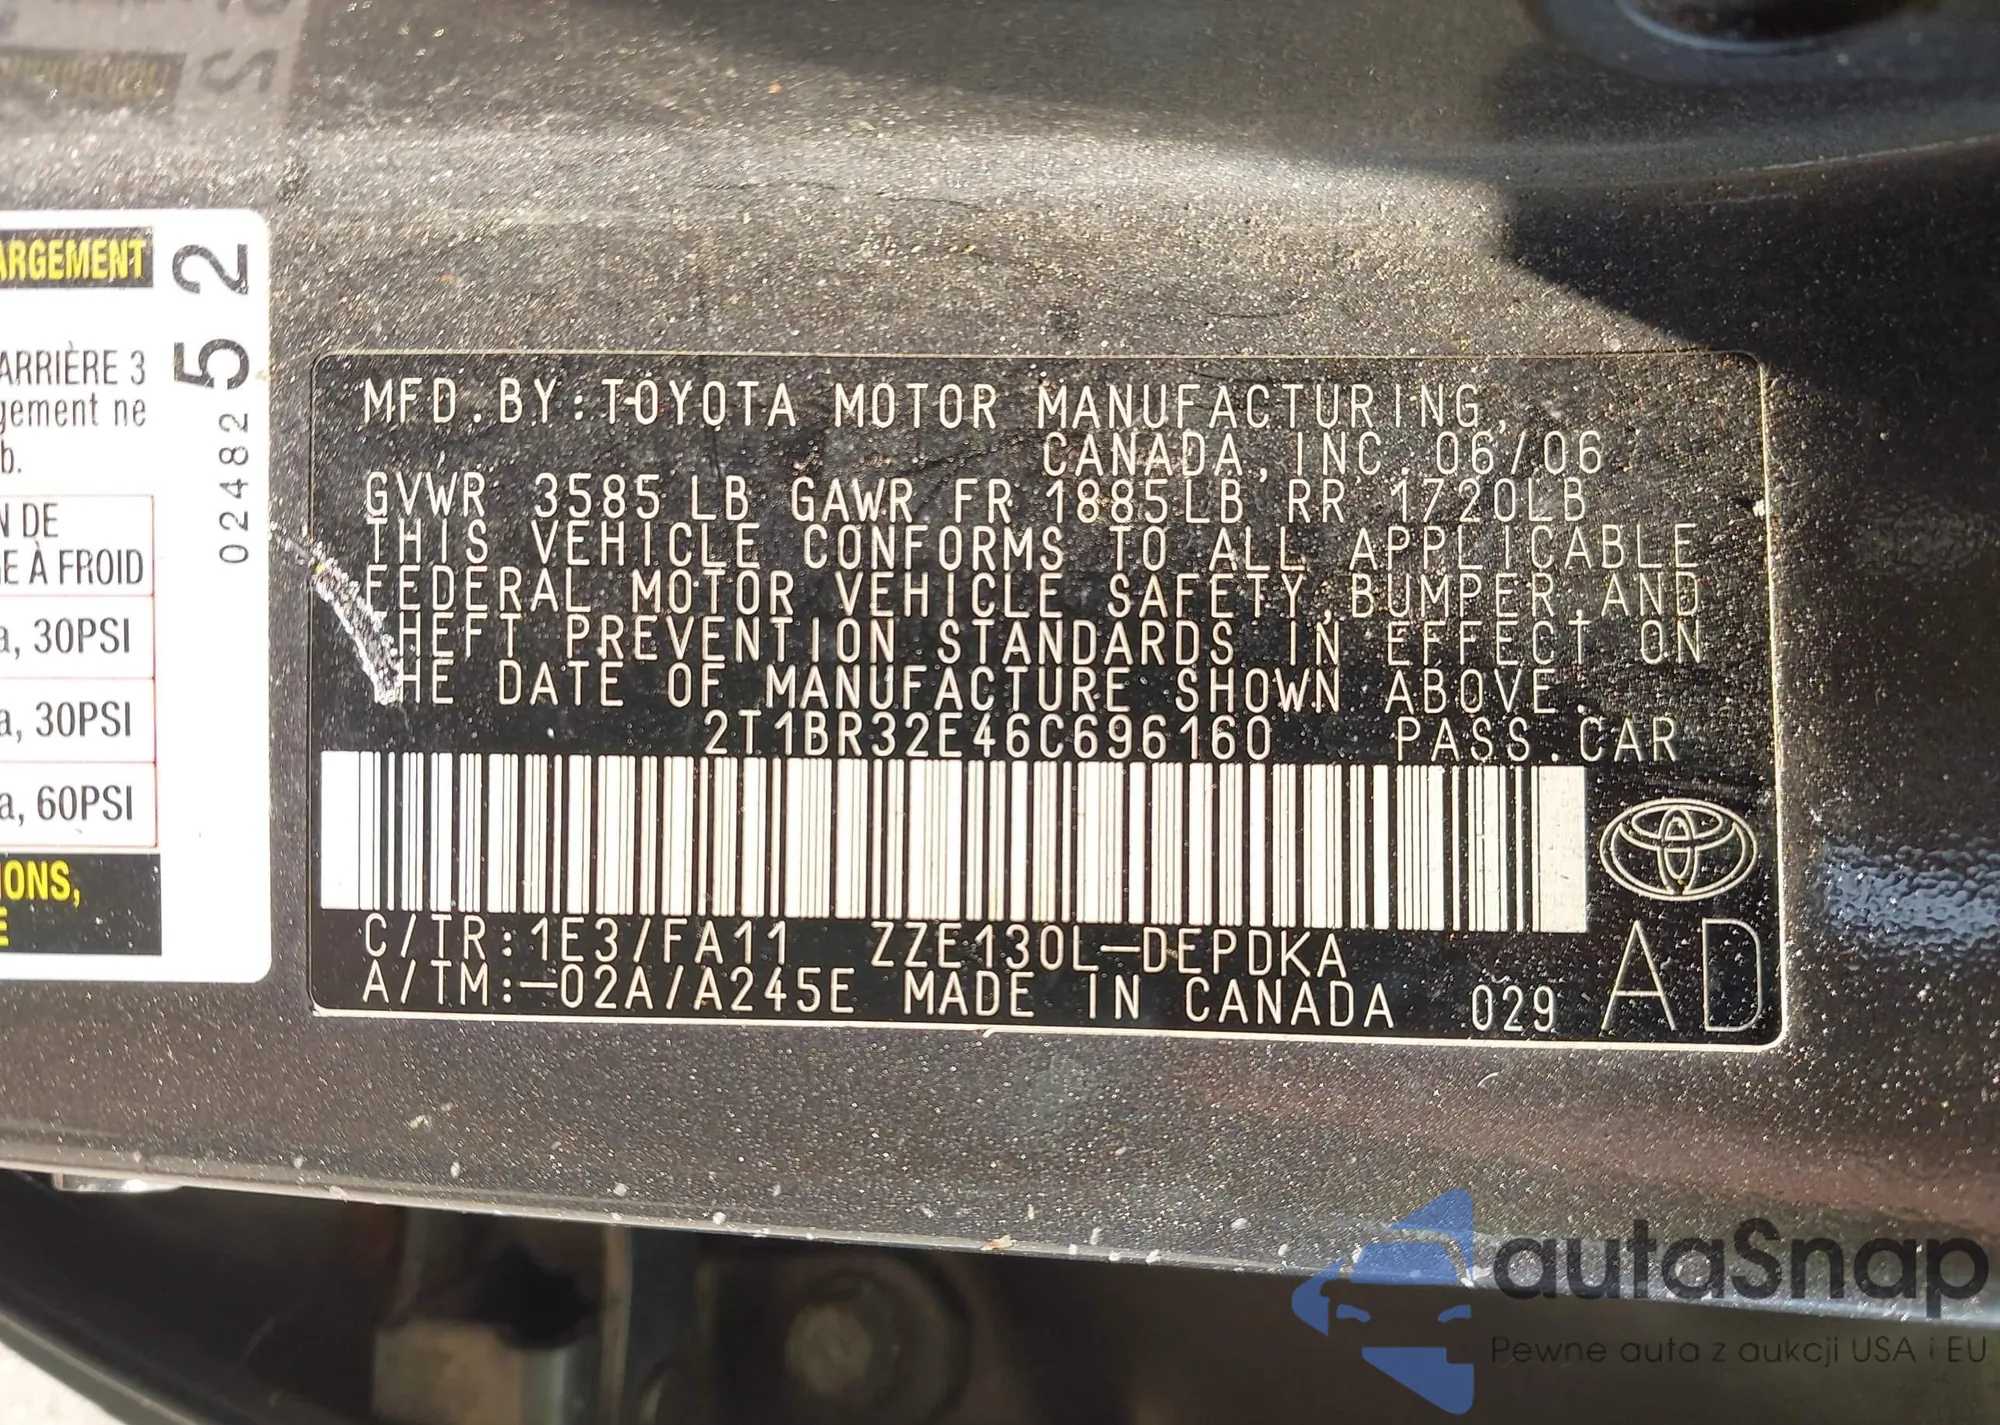 ARGEMENT
ARRIÈRE 3
gement ne
b.
N DE
E À FROID
a, 30PSI
a, 30PSI
a, 60PSI
IONS,
E
52
02482
MFD.BY:TOYOTA MOTOR MANUFACTURING,
CANADA, INC. 06/06
GVWR 3585 LB GAWR FR 1885LB RR 1720LB
THIS VEHICLE CONFORMS TO ALL APPLICABLE
FEDERAL MOTOR VEHICLE SAFETY,BUMPER,AND
THEFT PREVENTION STANDARDS IN EFFECT ON
THE DATE OF MANUFACTURE SHOWN ABOVE.
2T1BR32E46C696160 PASS.CAR
C/TR:1E3/FA11 ZZE130L-DEPDKA
A/TM:-02A/A245E MADE IN CANADA 029 AD
autaSnap
Pewne auta z aukcji USA i EU